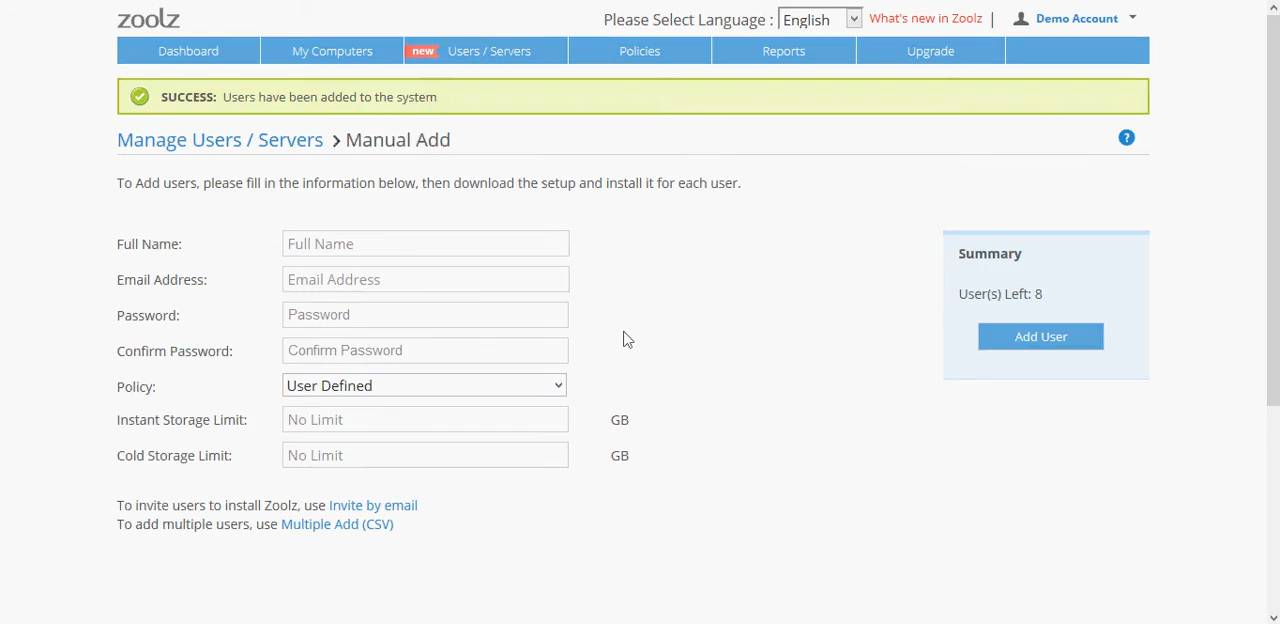 zoolz
Please Select Language : English What's new in Zoolz | Demo Account
Dashboard My Computers new Users / Servers Policies Reports Upgrade
SUCCESS: Users have been added to the system
Manage Users / Servers > Manual Add ?
To Add users, please fill in the information below, then download the setup and install it for each user.
Full Name: Full Name
Email Address: Email Address
Password: Password
Confirm Password: Confirm Password
Policy: User Defined
Instant Storage Limit: No Limit GB
Cold Storage Limit: No Limit GB
Summary
User(s) Left: 8
Add User
To invite users to install Zoolz, use Invite by email
To add multiple users, use Multiple Add (CSV)